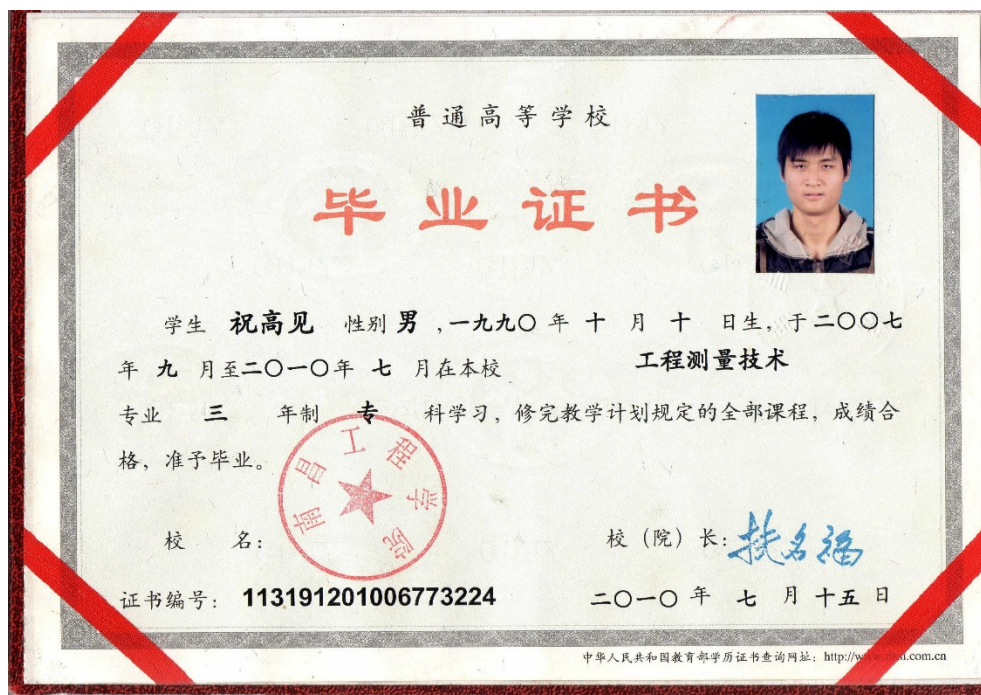 普通高等学校
毕业证书
学生 祝高见 性别 男 ,一九九〇 年 十 月 十 日生, 于 二〇〇七
年 九 月至二〇一〇年 七 月在本校 工程测量技术
专业 三 年制 专 科学习, 修完教学计划规定的全部课程, 成绩合
格, 准予毕业。
南昌工程学院
校 名: 校 (院) 长:
证书编号: 113191201006773224 二〇一〇 年 七 月 十五 日
中华人民共和国教育部学历证书查询网址: http://www.chsi.com.cn